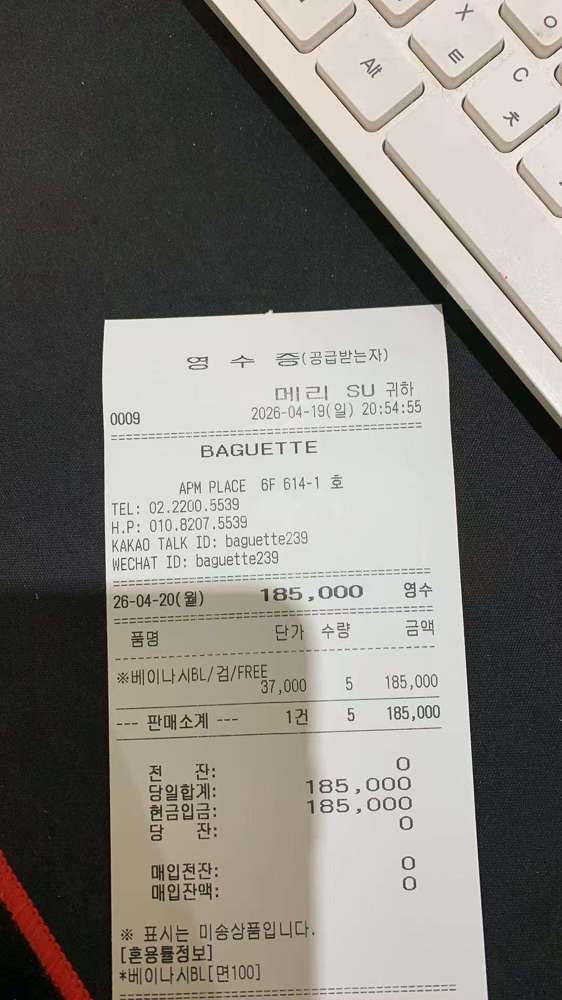 X
ㅌ
C
ㅊ
Alt
영 수 증(공급받는자)
메리 SU 귀하
0009 2026-04-19(일) 20:54:55
================================
BAGUETTE
APM PLACE 6F 614-1 호
TEL: 02.2200.5539
H.P: 010.8207.5539
KAKAO TALK ID: baguette239
WECHAT ID: baguette239
================================
26-04-20(월) 185,000 영수
================================
품명 단가 수량 금액
--------------------------------
※베이나시BL/검/FREE
37,000 5 185,000
--- 판매소계 --- 1건 5 185,000
전 잔: 0
당일합계: 185,000
현금입금: 185,000
당 잔: 0
매입전잔: 0
매입잔액: 0
※ 표시는 미송상품입니다.
[혼용률정보]
*베이나시BL[면100]
================================